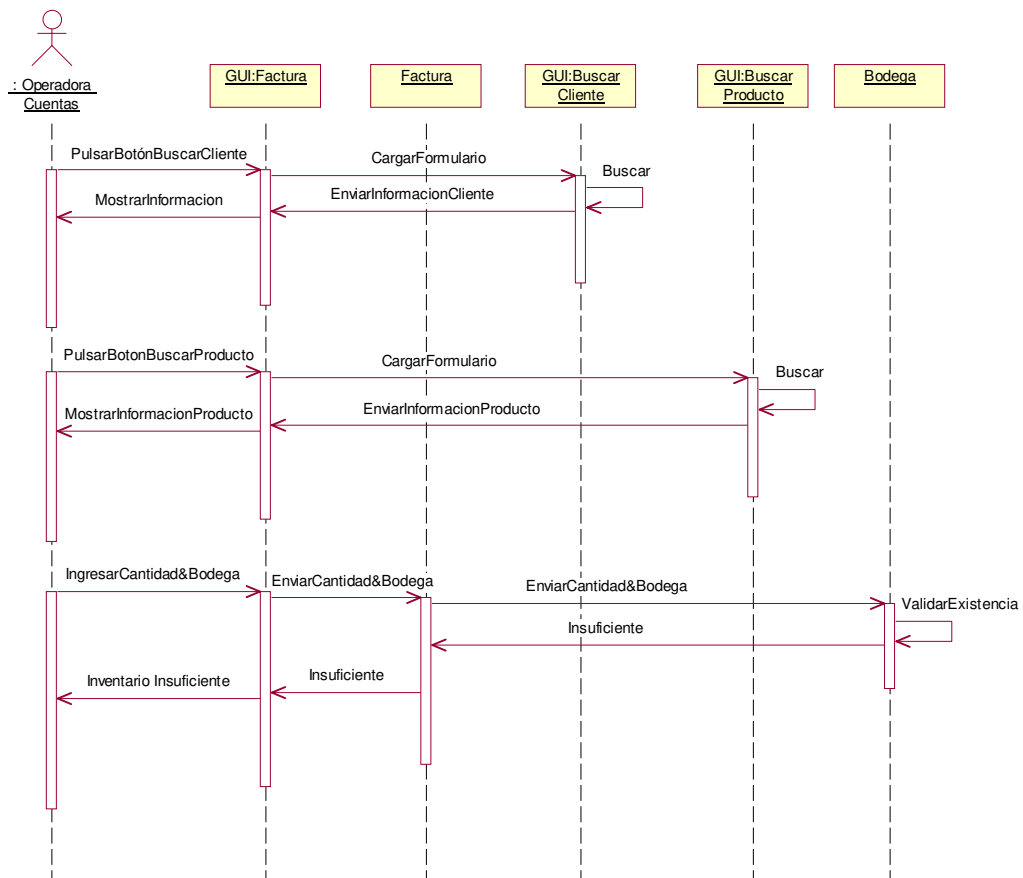 : Operadora
Cuentas
GUI:Factura
Factura
GUI:Buscar
Cliente
GUI:Buscar
Producto
Bodega
PulsarBotónBuscarCliente
CargarFormulario
Buscar
EnviarInformacionCliente
MostrarInformacion
PulsarBotonBuscarProducto
CargarFormulario
Buscar
EnviarInformacionProducto
MostrarInformacionProducto
IngresarCantidad&Bodega
EnviarCantidad&Bodega
EnviarCantidad&Bodega
ValidarExistencia
Insuficiente
Insuficiente
Inventario Insuficiente